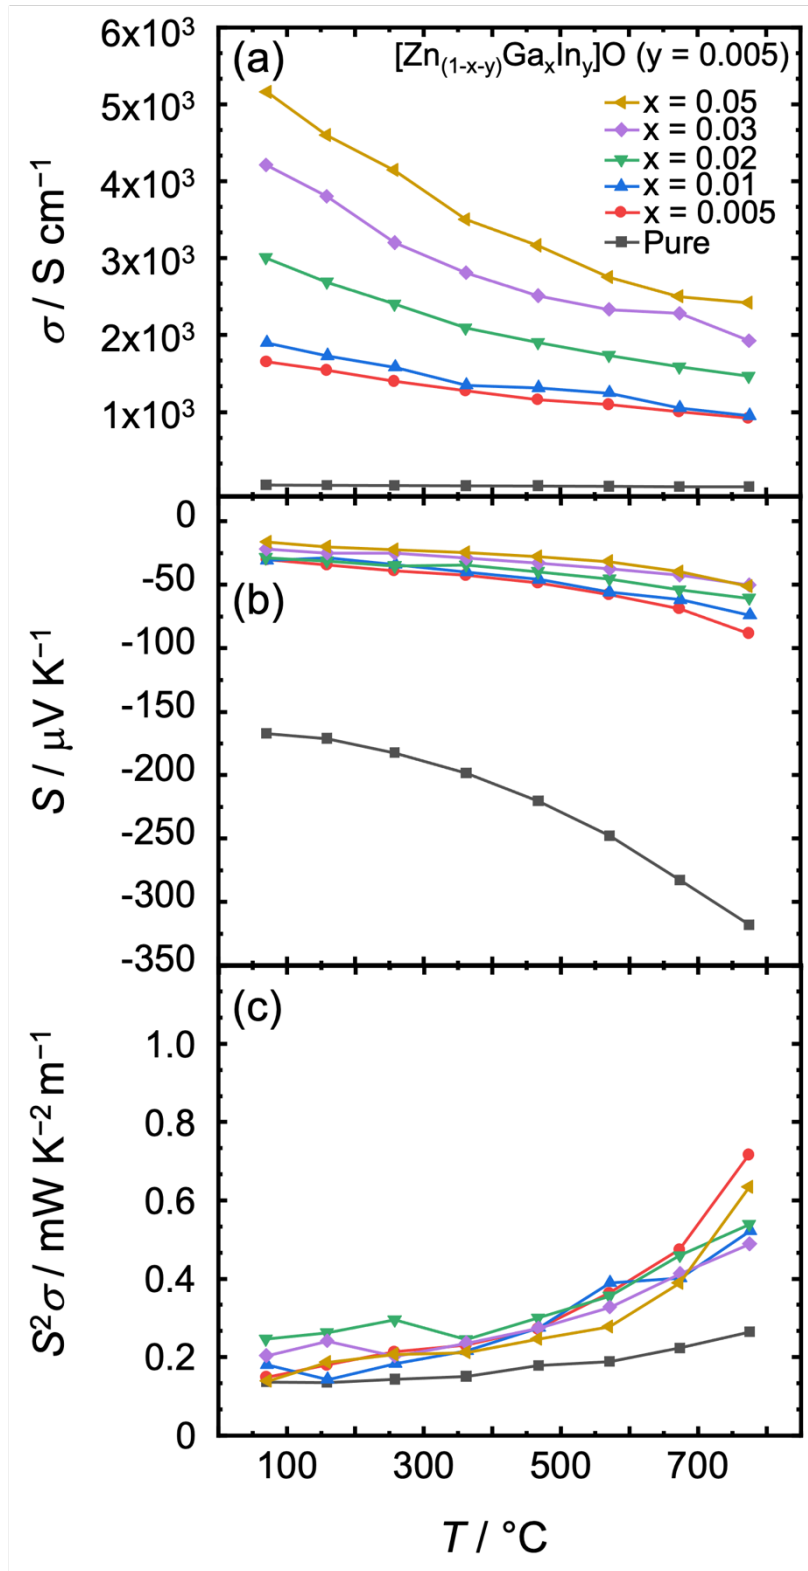 (a)
[Zn(1-x-y)GaxIny]O (y = 0.005)
x = 0.05
x = 0.03
x = 0.02
x = 0.01
x = 0.005
Pure
6x10³
5x10³
4x10³
3x10³
2x10³
1x10³
σ / S cm⁻¹
(b)
0
-50
-100
-150
-200
-250
-300
-350
S / μV K⁻¹
(c)
1.0
0.8
0.6
0.4
0.2
0
S²σ / mW K⁻² m⁻¹
100 300 500 700
T / °C